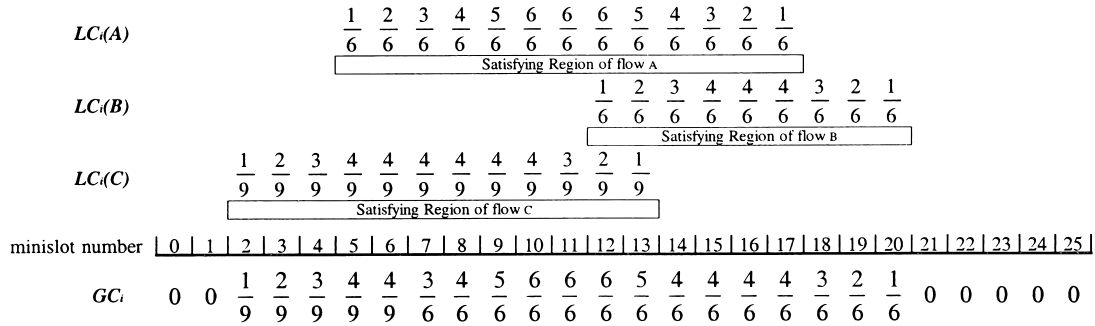 LCi(A) 1/6 2/6 3/6 4/6 5/6 6/6 6/6 6/6 5/6 4/6 3/6 2/6 1/6
Satisfying Region of flow A
LCi(B) 1/6 2/6 3/6 4/6 4/6 4/6 3/6 2/6 1/6
Satisfying Region of flow B
LCi(C) 1/9 2/9 3/9 4/9 4/9 4/9 4/9 4/9 4/9 3/9 2/9 1/9
Satisfying Region of flow C
minislot number | 0 | 1 | 2 | 3 | 4 | 5 | 6 | 7 | 8 | 9 | 10 | 11 | 12 | 13 | 14 | 15 | 16 | 17 | 18 | 19 | 20 | 21 | 22 | 23 | 24 | 25 |
GCi 0 0 1/9 2/9 3/9 4/9 4/9 3/6 4/6 5/6 6/6 6/6 6/6 5/6 4/6 4/6 4/6 4/6 3/6 2/6 1/6 0 0 0 0 0